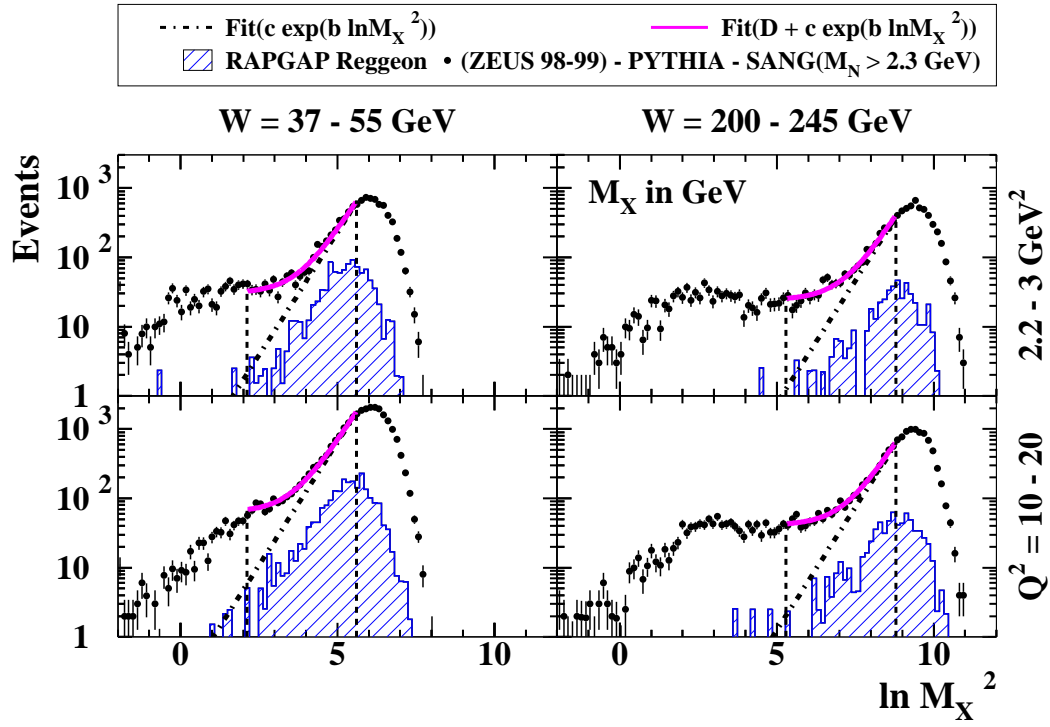 Fit(c exp(b lnM_X^2)) Fit(D + c exp(b lnM_X^2))
RAPGAP Reggeon • (ZEUS 98-99) - PYTHIA - SANG(M_N > 2.3 GeV)
W = 37 - 55 GeV W = 200 - 245 GeV
Events
M_X in GeV
10^3
10^2
10
1
10^3
10^2
10
1
2.2 - 3 GeV^2
Q^2 = 10 - 20
0 5 10 0 5 10
ln M_X^2